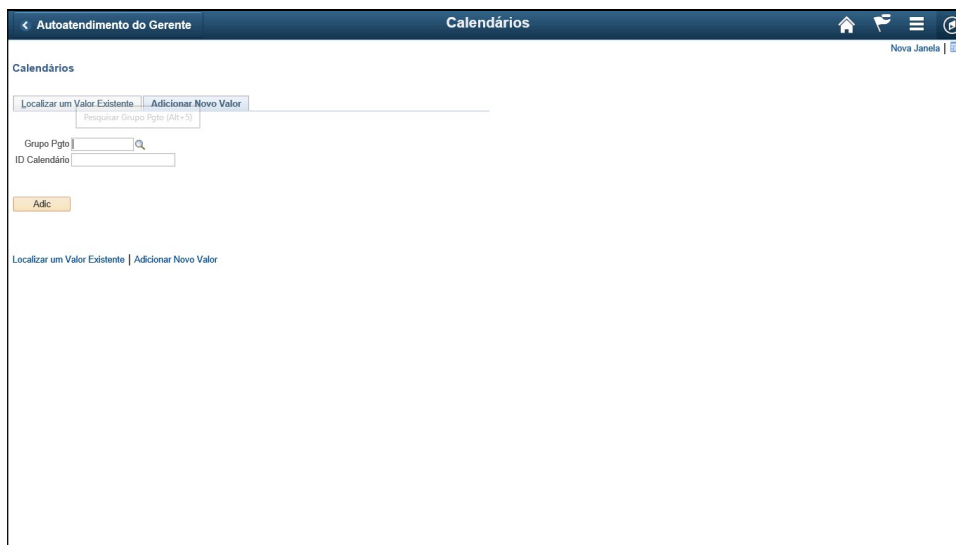 Autoatendimento do Gerente Calendários
Nova Janela |
Calendários
Localizar um Valor Existente Adicionar Novo Valor
Pesquisar Grupo Pgto (Alt+5)
Grupo Pgto
ID Calendário
Adic
Localizar um Valor Existente | Adicionar Novo Valor